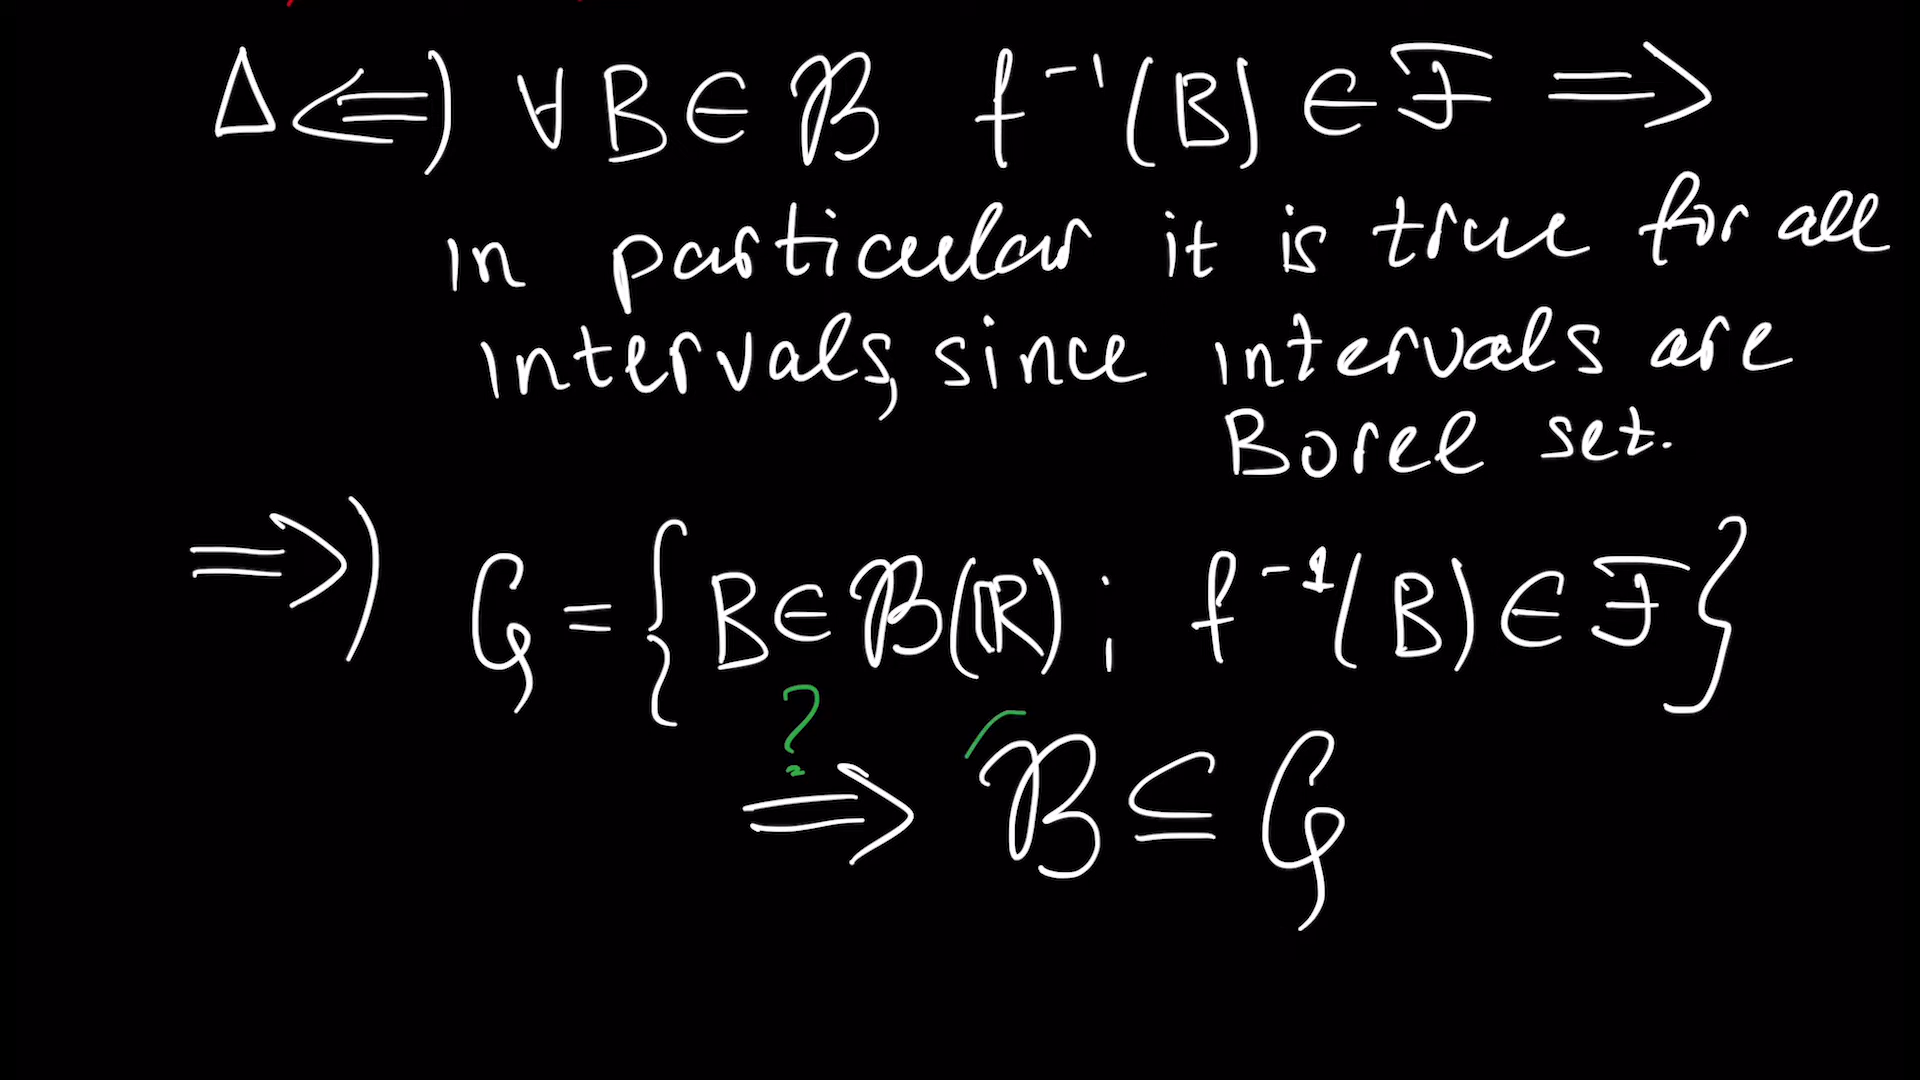 Δ <=) ∀ B ∈ ℬ f⁻¹(B) ∈ ℱ =>
in particular it is true for all
intervals, since intervals are
Borel set.
=>) G = { B ∈ ℬ(ℝ) ; f⁻¹(B) ∈ ℱ }
?
=> ℬ ⊆ G